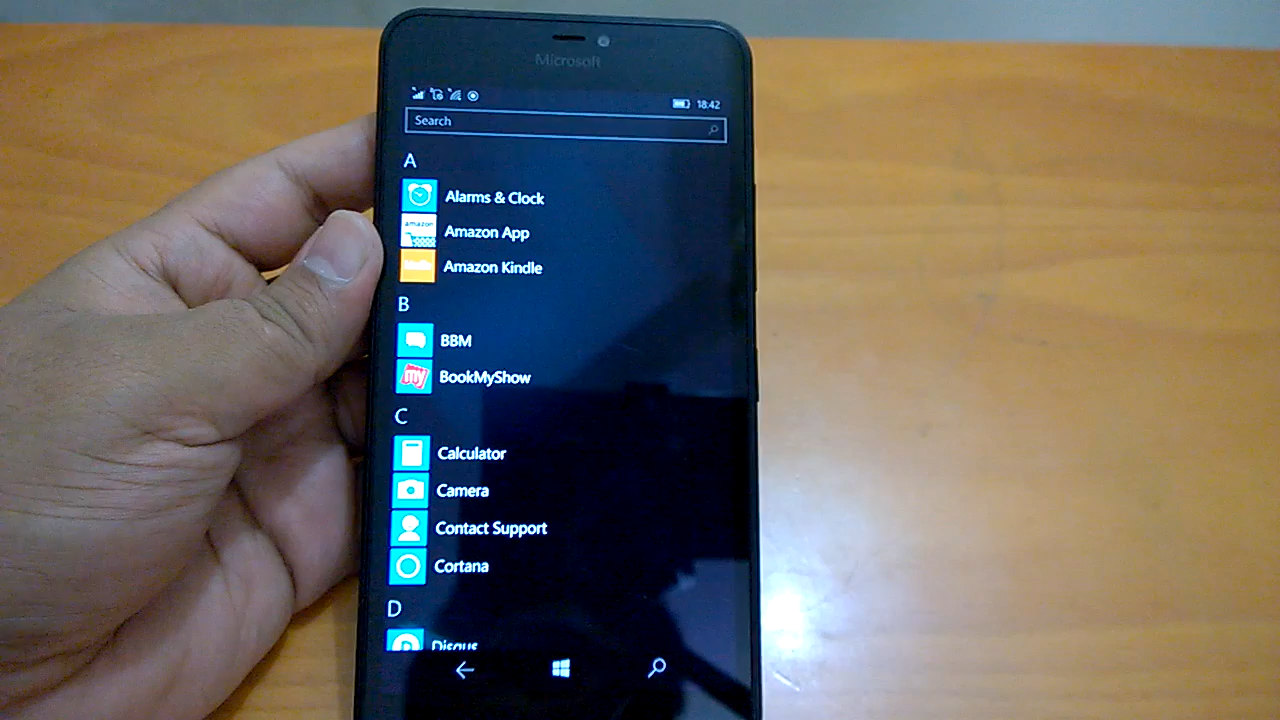 Microsoft
18:42
Search
A
Alarms & Clock
amazon
Amazon App
Amazon Kindle
B
BBM
my
BookMyShow
C
Calculator
Camera
Contact Support
Cortana
D
Disqus